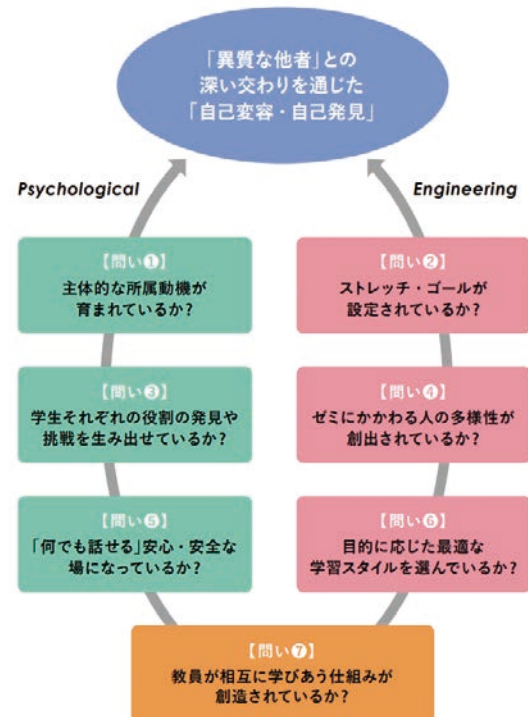 「異質な他者」との
深い交わりを通じた
「自己変容・自己発見」
Psychological
Engineering
【問い❶】
主体的な所属動機が
育まれているか?
【問い❷】
ストレッチ・ゴールが
設定されているか?
【問い❸】
学生それぞれの役割の発見や
挑戦を生み出せているか?
【問い❹】
ゼミにかかわる人の多様性が
創出されているか?
【問い❺】
「何でも話せる」安心・安全な
場になっているか?
【問い❻】
目的に応じた最適な
学習スタイルを選んでいるか?
【問い❼】
教員が相互に学びあう仕組みが
創造されているか?